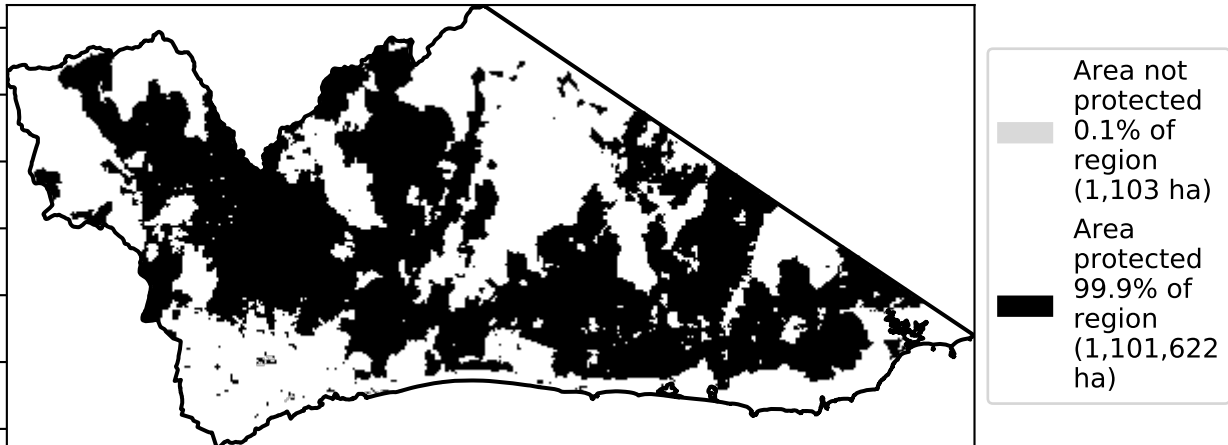 Area not
protected
0.1% of
region
(1,103 ha)
Area
protected
99.9% of
region
(1,101,622
ha)